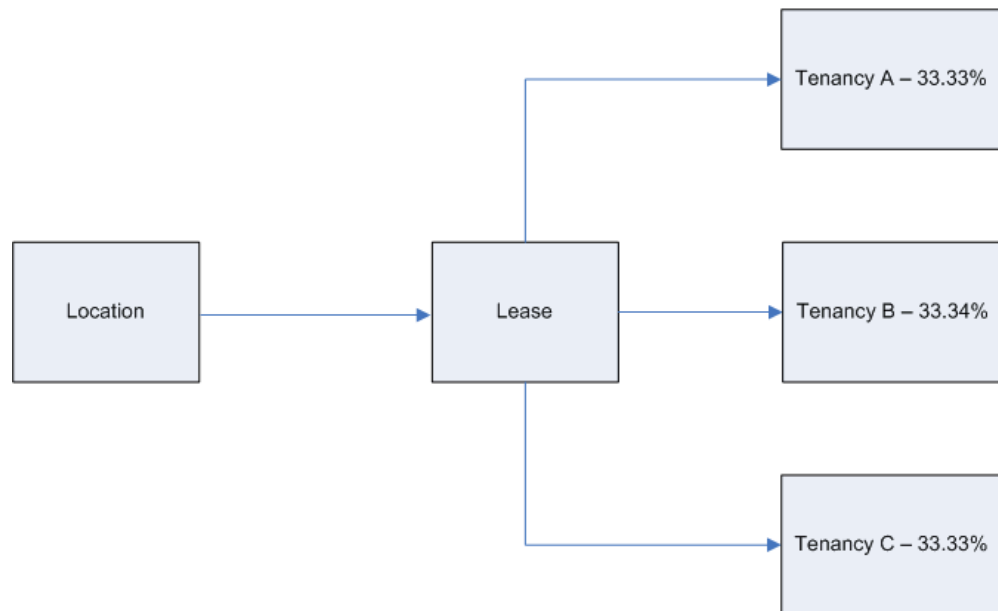 Tenancy A – 33.33%
Location
Lease
Tenancy B – 33.34%
Tenancy C – 33.33%